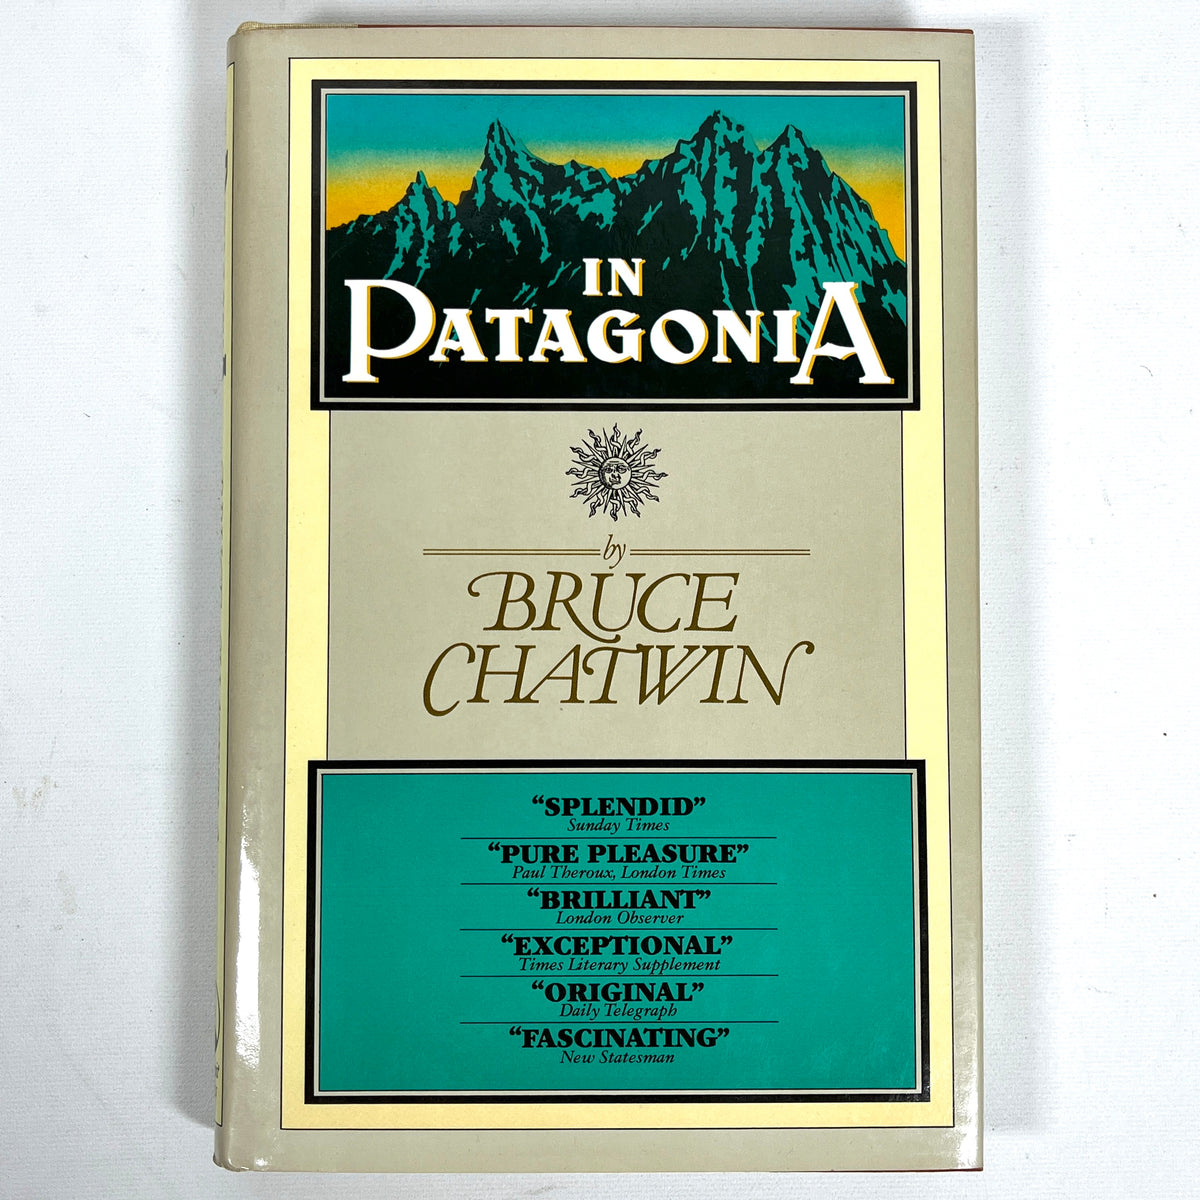 IN
PATAGONIA
by
BRUCE
CHATWIN
“SPLENDID”
Sunday Times
“PURE PLEASURE”
Paul Theroux, London Times
“BRILLIANT”
London Observer
“EXCEPTIONAL”
Times Literary Supplement
“ORIGINAL”
Daily Telegraph
“FASCINATING”
New Statesman